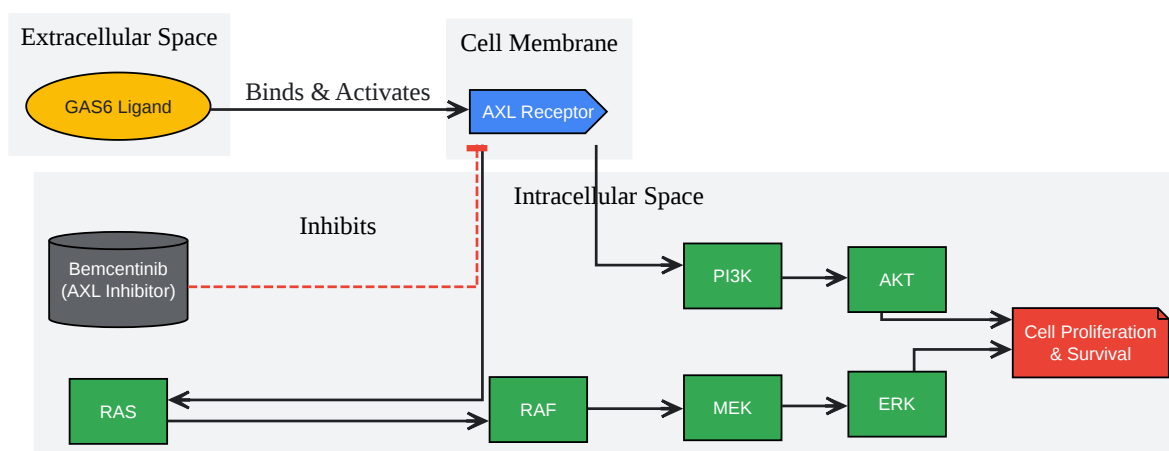 Extracellular Space
Cell Membrane
GAS6 Ligand
Binds & Activates
AXL Receptor
Intracellular Space
Inhibits
Bemcentinib
(AXL Inhibitor)
PI3K
AKT
Cell Proliferation
& Survival
RAS
RAF
MEK
ERK